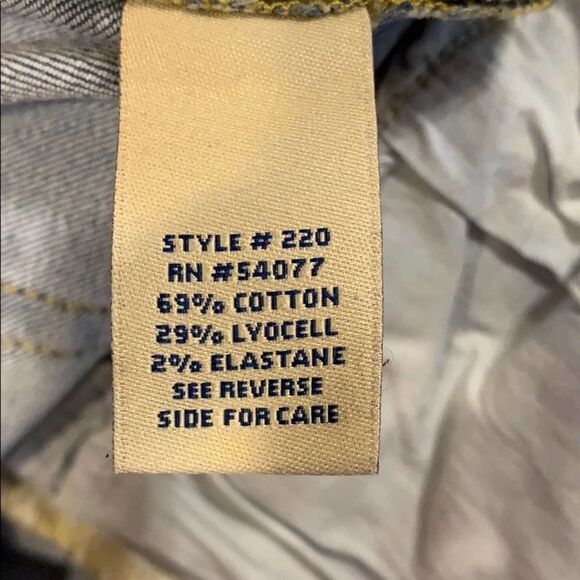 STYLE # 220
RN #54077
69% COTTON
29% LYOCELL
2% ELASTANE
SEE REVERSE
SIDE FOR CARE